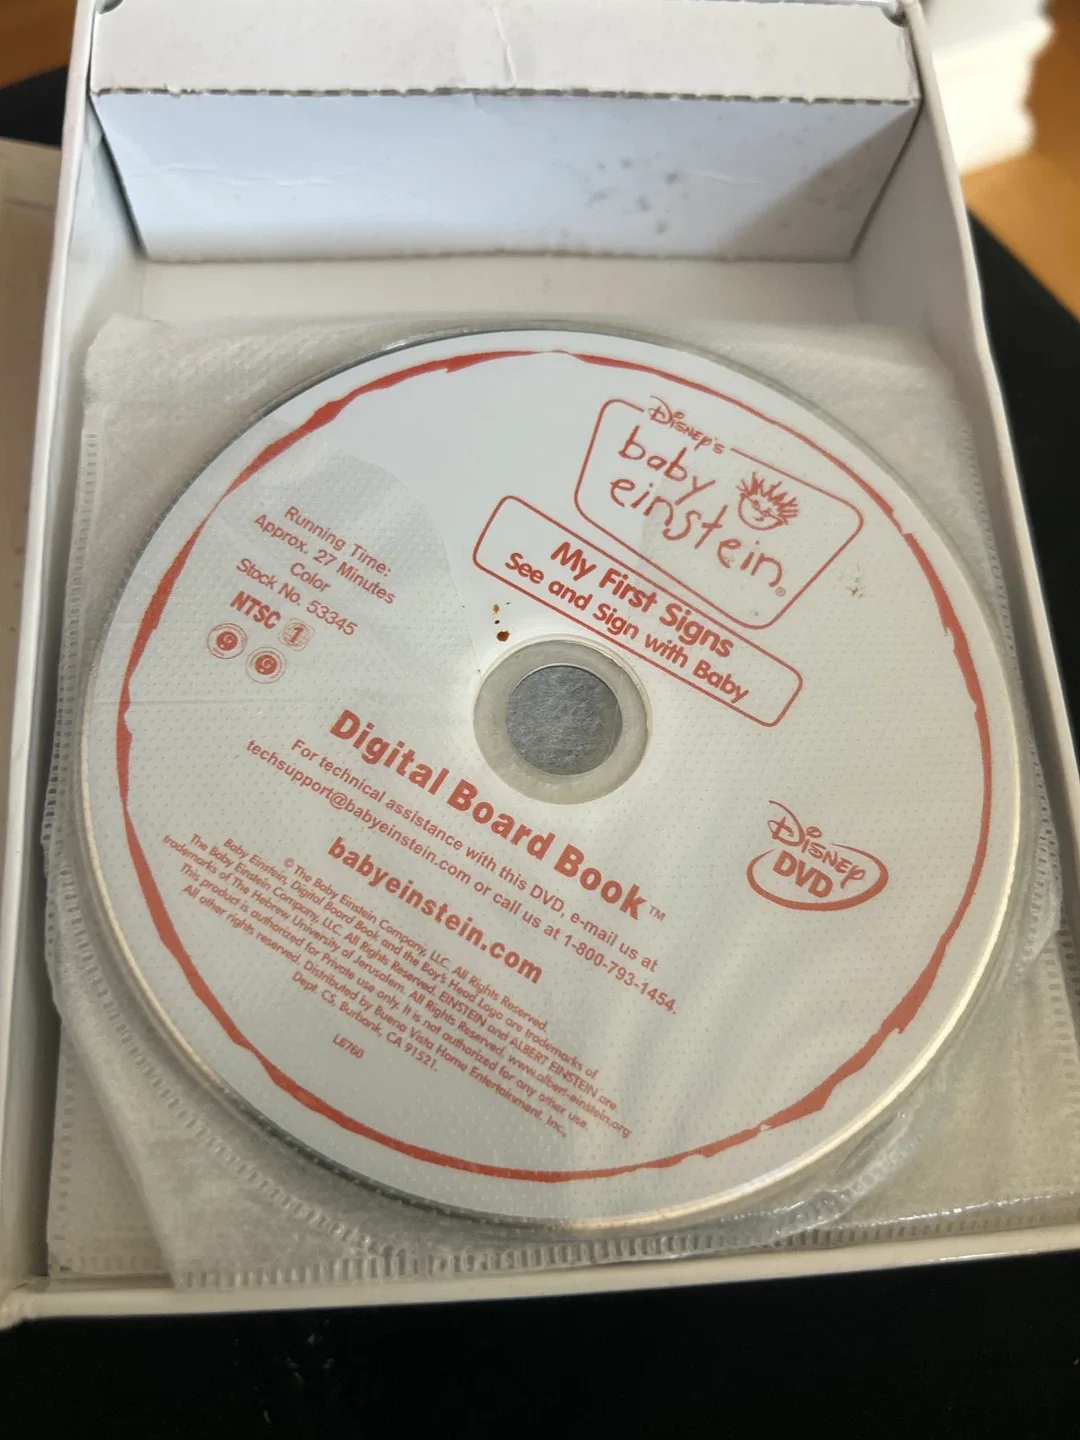 Disney's
baby
einstein®
My First Signs
See and Sign with Baby
Running Time:
Approx. 27 Minutes
Color
Stock No. 53345
NTSC 1
Digital Board Book™
For technical assistance with this DVD, e-mail us at
techsupport@babyeinstein.com or call us at 1-800-793-1454.
babyeinstein.com
Disney
DVD
© The Baby Einstein Company, LLC. All Rights Reserved.
Baby Einstein, Digital Board Book and the Boy's Head Logo are trademarks of
The Baby Einstein Company, LLC. All Rights Reserved. EINSTEIN and ALBERT EINSTEIN are
trademarks of The Hebrew University of Jerusalem. All Rights Reserved. www.albert-einstein.org
This product is authorized for Private use only. It is not authorized for any other use.
All other rights reserved. Distributed by Buena Vista Home Entertainment, Inc.,
Dept. CS, Burbank, CA 91521.